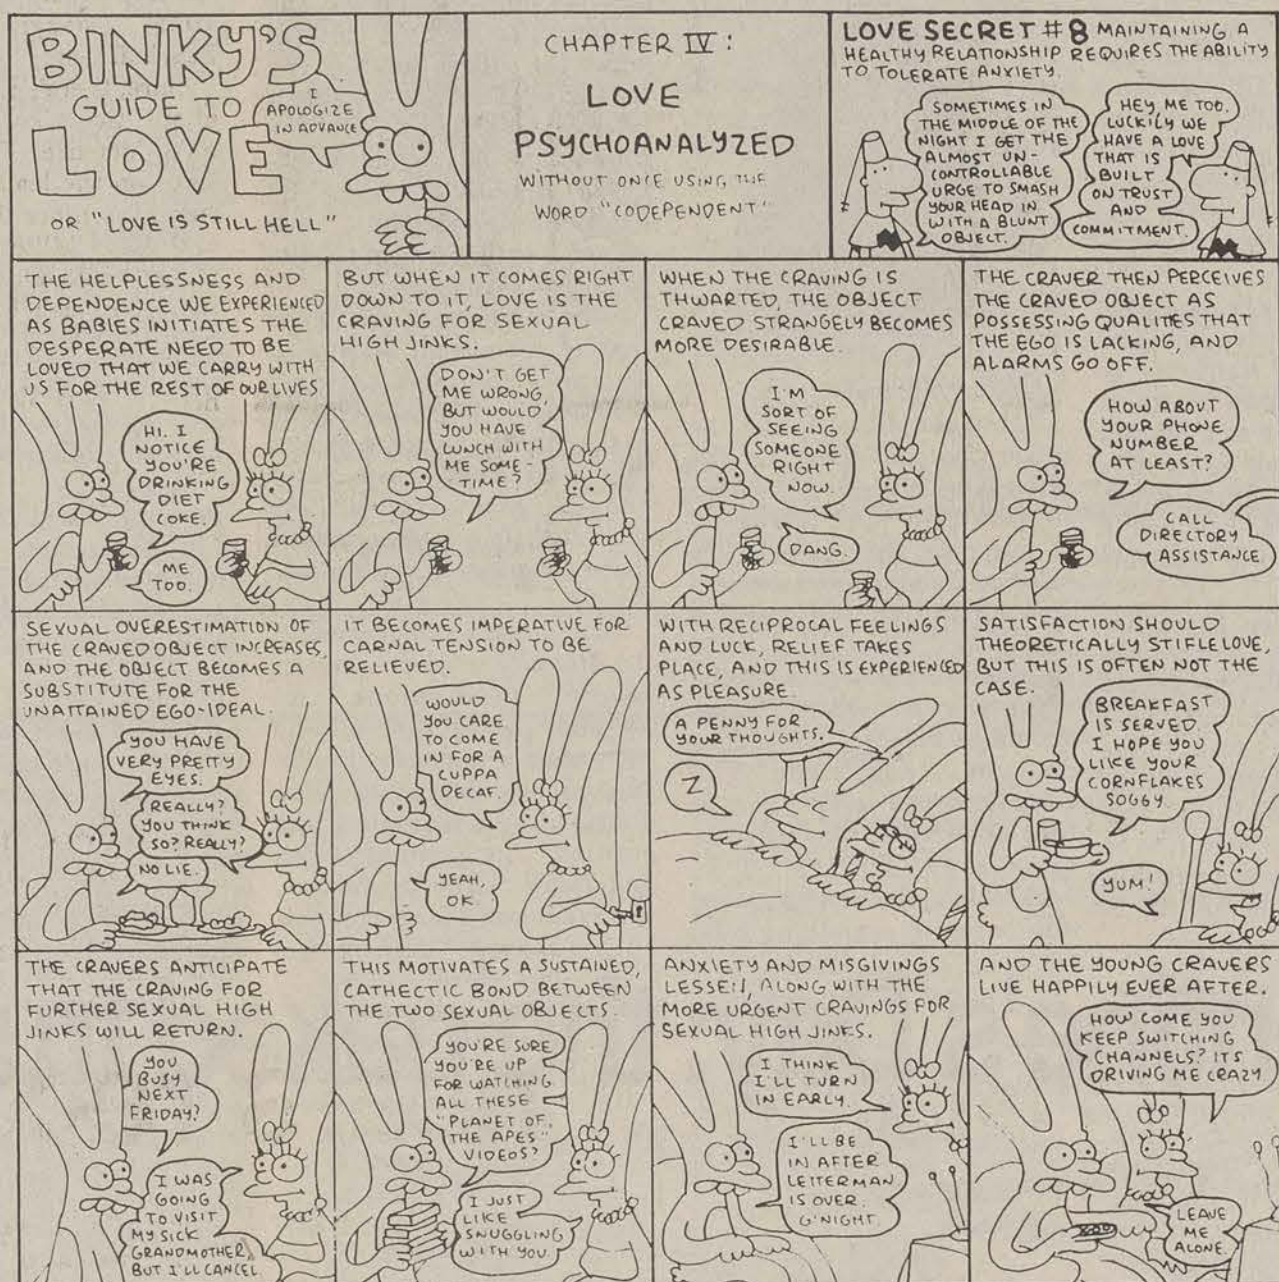 BINKY'S
GUIDE TO
LOVE
OR "LOVE IS STILL HELL"
I
APOLOGIZE
IN ADVANCE
CHAPTER IV:
LOVE
PSYCHOANALYZED
WITHOUT ONCE USING THE
WORD "CODEPENDENT"
LOVE SECRET #8 MAINTAINING A
HEALTHY RELATIONSHIP REQUIRES THE ABILITY
TO TOLERATE ANXIETY.
SOMETIMES IN
THE MIDDLE OF THE
NIGHT I GET THE
ALMOST UN-
CONTROLLABLE
URGE TO SMASH
YOUR HEAD IN
WITH A BLUNT
OBJECT.
HEY, ME TOO.
LUCKILY WE
HAVE A LOVE
THAT IS
BUILT
ON TRUST
AND
COMMITMENT.
THE HELPLESSNESS AND
DEPENDENCE WE EXPERIENCED
AS BABIES INITIATES THE
DESPERATE NEED TO BE
LOVED THAT WE CARRY WITH
US FOR THE REST OF OUR LIVES
HI. I
NOTICE
YOU'RE
DRINKING
DIET
COKE.
ME
TOO.
BUT WHEN IT COMES RIGHT
DOWN TO IT, LOVE IS THE
CRAVING FOR SEXUAL
HIGH JINKS.
DON'T GET
ME WRONG,
BUT WOULD
YOU HAVE
LUNCH WITH
ME SOME-
TIME?
WHEN THE CRAVING IS
THWARTED, THE OBJECT
CRAVED STRANGELY BECOMES
MORE DESIRABLE.
I'M
SORT OF
SEEING
SOMEONE
RIGHT
NOW.
DANG.
THE CRAVER THEN PERCEIVES
THE CRAVED OBJECT AS
POSSESSING QUALITIES THAT
THE EGO IS LACKING, AND
ALARMS GO OFF.
HOW ABOUT
YOUR PHONE
NUMBER
AT LEAST?
CALL
DIRECTORY
ASSISTANCE
SEXUAL OVERESTIMATION OF
THE CRAVED OBJECT INCREASES,
AND THE OBJECT BECOMES A
SUBSTITUTE FOR THE
UNATTAINED EGO-IDEAL.
YOU HAVE
VERY PRETTY
EYES.
REALLY?
YOU THINK
SO? REALLY?
NO LIE.
IT BECOMES IMPERATIVE FOR
CARNAL TENSION TO BE
RELIEVED.
WOULD
YOU CARE
TO COME
IN FOR A
CUPPA
DECAF.
YEAH,
OK.
WITH RECIPROCAL FEELINGS
AND LUCK, RELIEF TAKES
PLACE, AND THIS IS EXPERIENCED
AS PLEASURE.
A PENNY FOR
YOUR THOUGHTS.
Z
SATISFACTION SHOULD
THEORETICALLY STIFLE LOVE,
BUT THIS IS OFTEN NOT THE
CASE.
BREAKFAST
IS SERVED.
I HOPE YOU
LIKE YOUR
CORNFLAKES
SOGGY
YUM!
THE CRAVERS ANTICIPATE
THAT THE CRAVING FOR
FURTHER SEXUAL HIGH
JINKS WILL RETURN.
YOU
BUSY
NEXT
FRIDAY?
I WAS
GOING
TO VISIT
MY SICK
GRANDMOTHER,
BUT I'LL CANCEL.
THIS MOTIVATES A SUSTAINED,
CATHECTIC BOND BETWEEN
THE TWO SEXUAL OBJECTS.
YOU'RE SURE
YOU'RE UP
FOR WATCHING
ALL THESE
"PLANET OF
THE APES"
VIDEOS?
I JUST
LIKE
SNUGGLING
WITH YOU.
ANXIETY AND MISGIVINGS
LESSEN, ALONG WITH THE
MORE URGENT CRAVINGS FOR
SEXUAL HIGH JINKS.
I THINK
I'LL TURN
IN EARLY.
I'LL BE
IN AFTER
LETTERMAN
IS OVER.
G'NIGHT.
AND THE YOUNG CRAVERS
LIVE HAPPILY EVER AFTER.
HOW COME YOU
KEEP SWITCHING
CHANNELS? ITS
DRIVING ME CRAZY.
LEAVE
ME
ALONE.